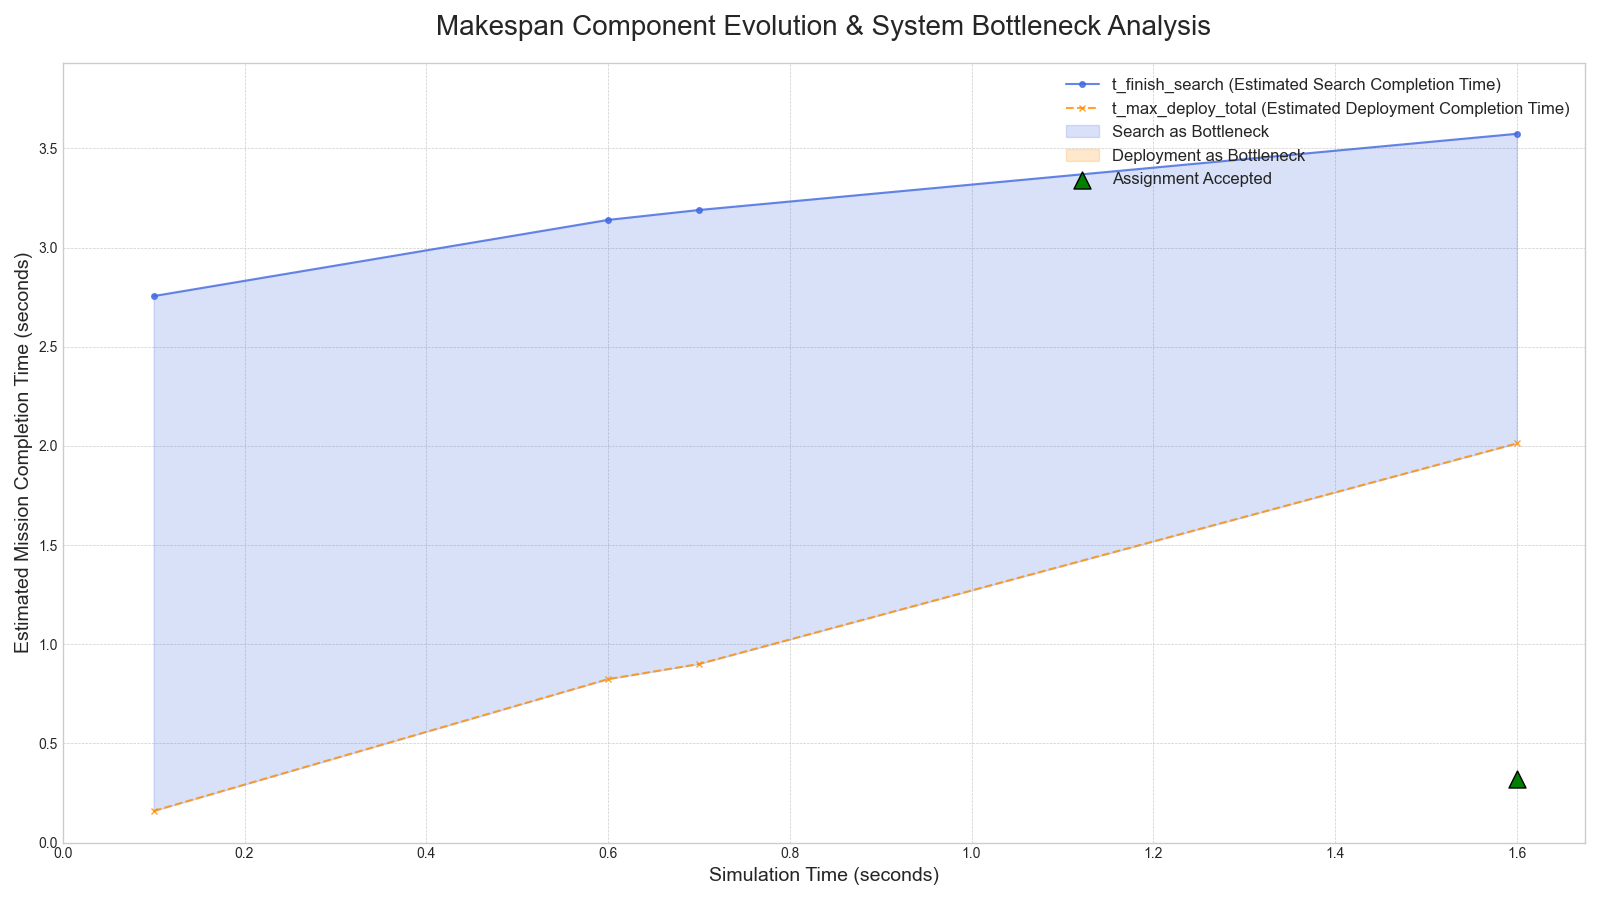 Makespan Component Evolution & System Bottleneck Analysis
t_finish_search (Estimated Search Completion Time)
t_max_deploy_total (Estimated Deployment Completion Time)
Search as Bottleneck
Deployment as Bottleneck
Assignment Accepted
Estimated Mission Completion Time (seconds)
3.5
3.0
2.5
2.0
1.5
1.0
0.5
0.0
0.0 0.2 0.4 0.6 0.8 1.0 1.2 1.4 1.6
Simulation Time (seconds)